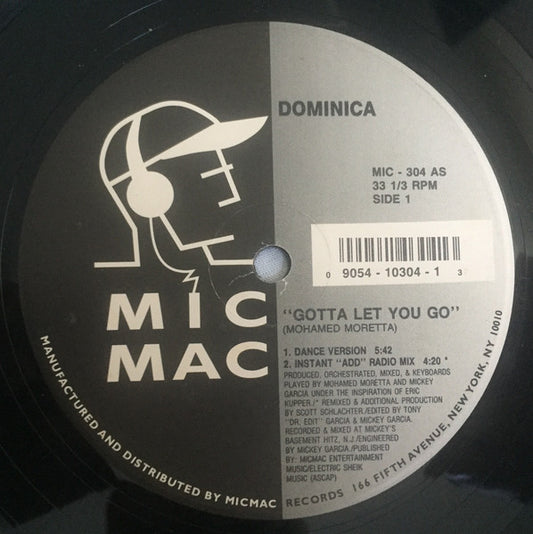 DOMINICA
MIC - 304 AS
33 1/3 RPM
SIDE 1
0 9054 - 10304 - 1 3
MIC
MAC
"GOTTA LET YOU GO"
(MOHAMED MORETTA)
1. DANCE VERSION 5:42
2. INSTANT "ADD" RADIO MIX 4:20 *
PRODUCED, ORCHESTRATED, MIXED, & KEYBOARDS
PLAYED BY MOHAMED MORETTA AND MICKEY
GARCIA UNDER THE INSPIRATION OF ERIC
KUPPER./* REMIXED & ADDITIONAL PRODUCTION
BY SCOTT SCHLACHTER./EDITED BY TONY
"DR. EDIT" GARCIA & MICKEY GARCIA.
RECORDED & MIXED AT MICKEY'S
BASEMENT HITZ, N.J./ENGINEERED
BY MICKEY GARCIA./PUBLISHED
BY: MICMAC ENTERTAINMENT
MUSIC/ELECTRIC SHEIK
MUSIC (ASCAP)
MANUFACTURED AND DISTRIBUTED BY MICMAC RECORDS 166 FIFTH AVENUE, NEW YORK, NY 10010